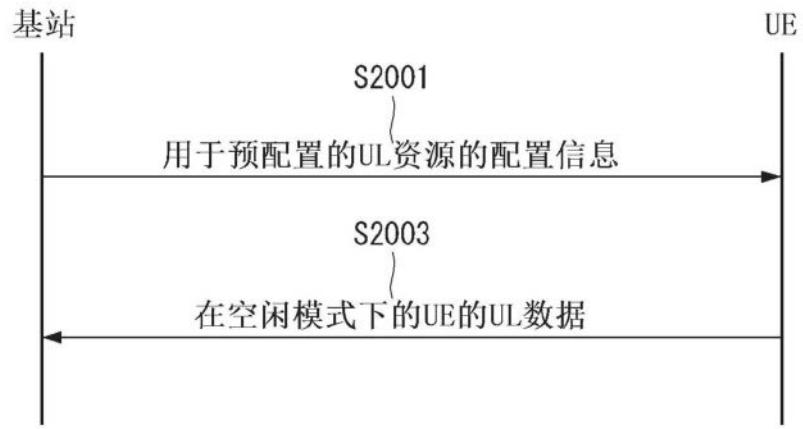 基站
UE
S2001
用于预配置的UL资源的配置信息
S2003
在空闲模式下的UE的UL数据